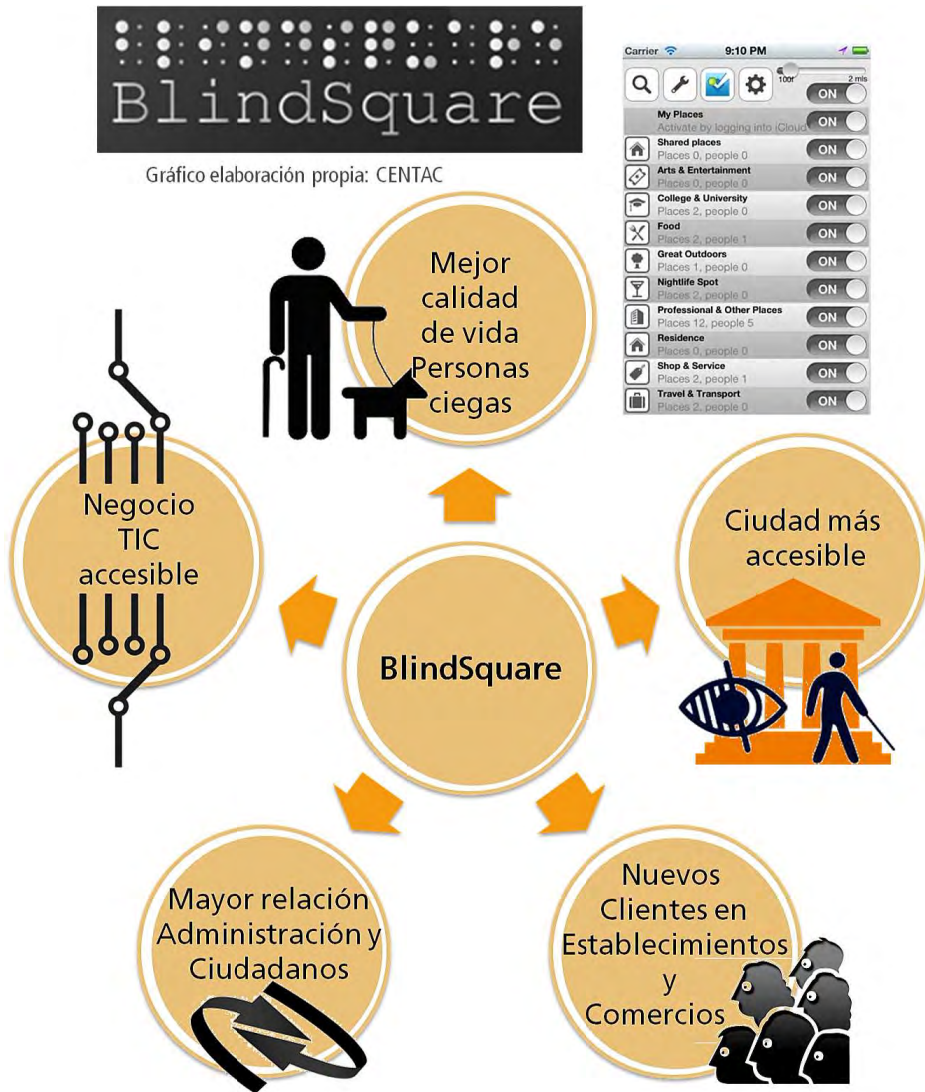 BlindSquare
Gráfico elaboración propia: CENTAC
Carrier 9:10 PM
100f 2 mls
ON
My Places
Activate by logging into iCloud
ON
Shared places
Places 0, people 0
ON
Arts & Entertainment
Places 0, people 0
ON
College & University
Places 2, people 0
ON
Food
Places 2, people 1
ON
Great Outdoors
Places 1, people 0
ON
Nightlife Spot
Places 2, people 0
ON
Professional & Other Places
Places 12, people 5
ON
Residence
Places 0, people 0
ON
Shop & Service
Places 2, people 1
ON
Travel & Transport
Places 2, people 0
ON
Mejor
calidad
de vida
Personas
ciegas
Negocio
TIC
accesible
Ciudad más
accesible
BlindSquare
Mayor relación
Administración y
Ciudadanos
Nuevos
Clientes en
Establecimientos
y
Comercios